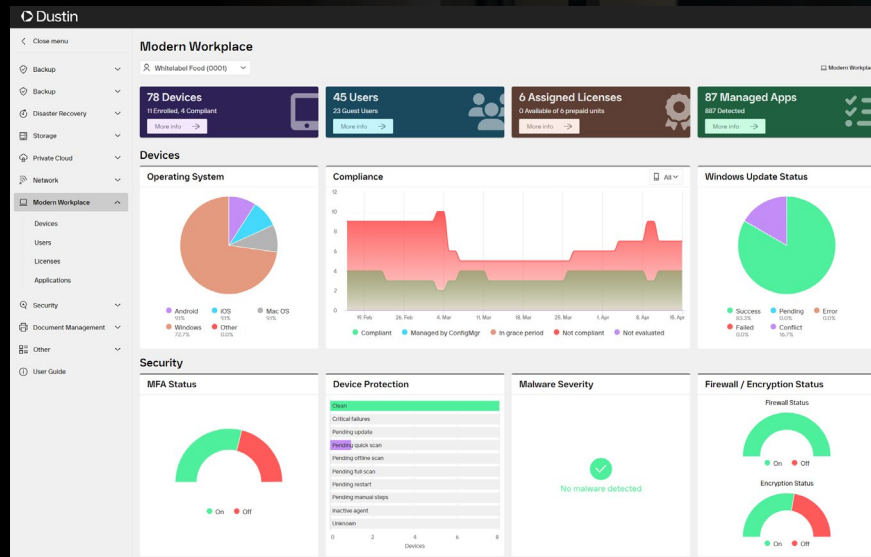 Dustin
Close menu
Modern Workplace
Whitelabel Food (0001)
Modern Workplac
Backup
Backup
Disaster Recovery
Storage
Private Cloud
Network
Modern Workplace
Devices
Users
Licenses
Applications
Security
Document Management
Other
User Guide
78 Devices
11 Enrolled, 4 Compliant
More info
45 Users
23 Guest Users
More info
6 Assigned Licenses
0 Available of 6 prepaid units
More info
87 Managed Apps
887 Detected
More info
Devices
Operating System
Android
9.1%
iOS
9.1%
Mac OS
9.1%
Windows
72.7%
Other
0.0%
Compliance
All
12
10
8
6
4
2
0
19. Feb 26. Feb 4. Mar 11. Mar 18. Mar 25. Mar 1. Apr 8. Apr 15. Apr
Compliant Managed by ConfigMgr In grace period Not compliant Not evaluated
Windows Update Status
Success
83.3%
Pending
0.0%
Error
0.0%
Failed
0.0%
Conflict
16.7%
Security
MFA Status
On Off
Device Protection
Clean
Critical failures
Pending update
Pending quick scan
Pending offline scan
Pending full scan
Pending restart
Pending manual steps
Inactive agent
Unknown
0 2 4 6 8
Devices
Malware Severity
No malware detected
Firewall / Encryption Status
Firewall Status
On Off
Encryption Status
On Off